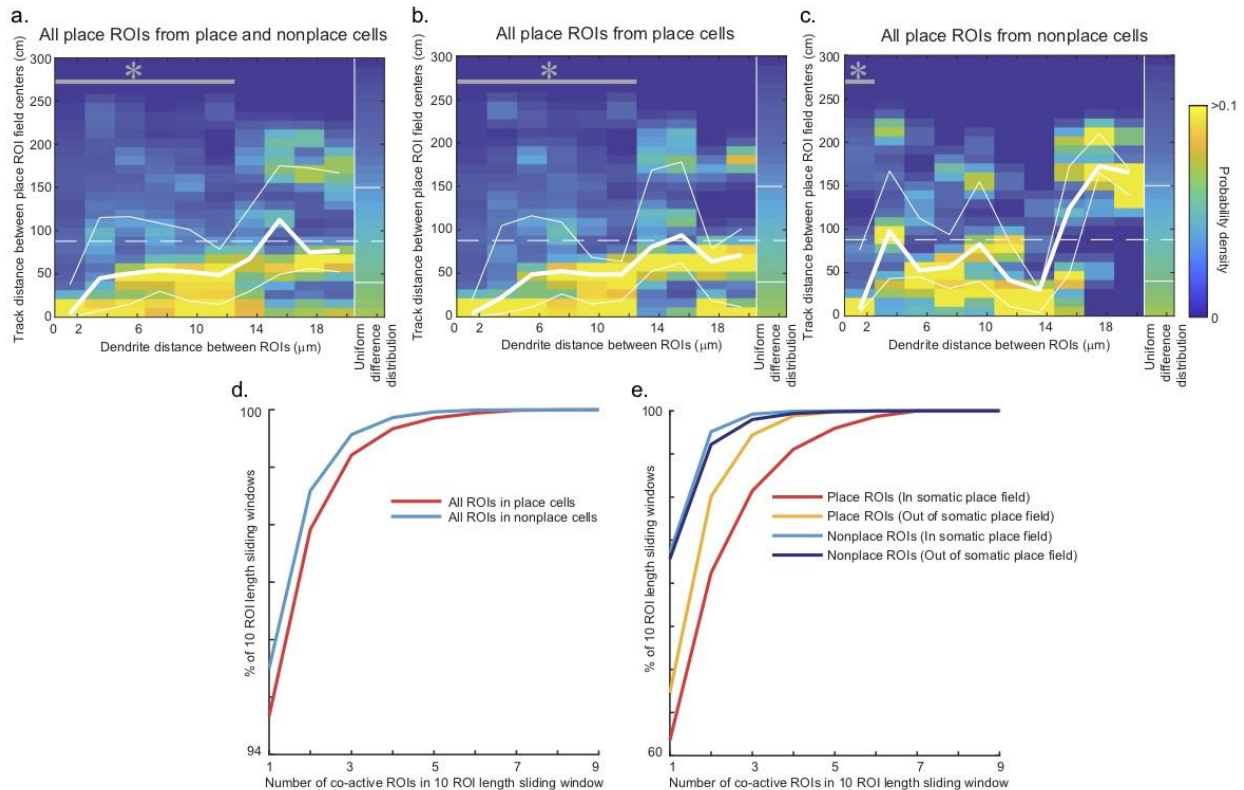 a.
All place ROIs from place and nonplace cells
Track distance between place ROI field centers (cm)
300
250
200
150
100
50
0
*
0 2 6 10 14 18
Dendrite distance between ROIs (μm)
Uniform
difference
distribution
b.
All place ROIs from place cells
Track distance between place ROI field centers (cm)
300
250
200
150
100
50
0
*
0 2 6 10 14 18
Dendrite distance between ROIs (μm)
Uniform
difference
distribution
c.
All place ROIs from nonplace cells
Track distance between place ROI field centers (cm)
300
250
200
150
100
50
0
*
0 2 6 10 14 18
Dendrite distance between ROIs (μm)
Uniform
difference
distribution
>0.1
Probability density
0
d.
100
% of 10 ROI length sliding windows
94
All ROIs in place cells
All ROIs in nonplace cells
1 3 5 7 9
Number of co-active ROIs in 10 ROI length sliding window
e.
100
% of 10 ROI length sliding windows
60
Place ROIs (In somatic place field)
Place ROIs (Out of somatic place field)
Nonplace ROIs (In somatic place field)
Nonplace ROIs (Out of somatic place field)
1 3 5 7 9
Number of co-active ROIs in 10 ROI length sliding window